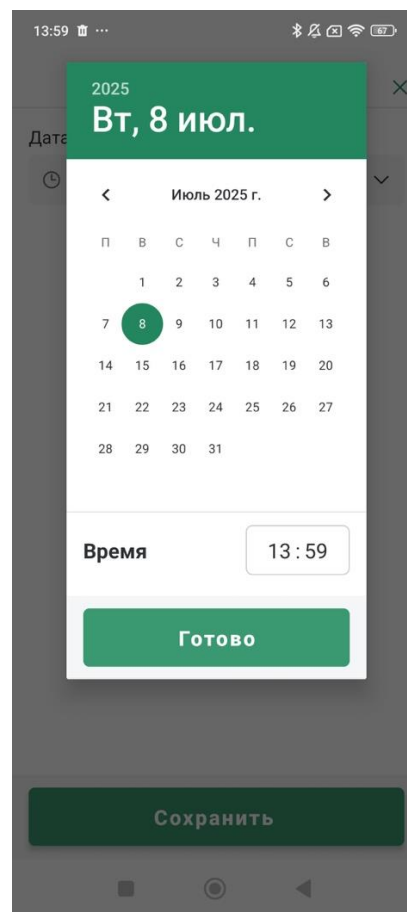 13:59
67
2025
Вт, 8 июл.
Дата
Июль 2025 г.
П В С Ч П С В
1 2 3 4 5 6
7 8 9 10 11 12 13
14 15 16 17 18 19 20
21 22 23 24 25 26 27
28 29 30 31
Время 13 : 59
Готово
Сохранить